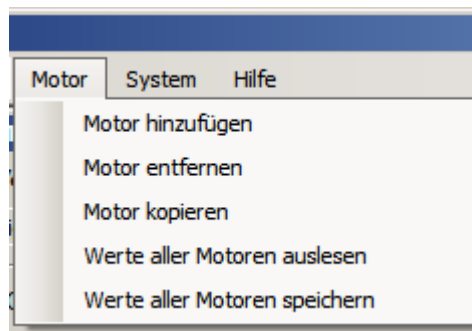 Motor System Hilfe
Motor hinzufügen
Motor entfernen
Motor kopieren
Werte aller Motoren auslesen
Werte aller Motoren speichern